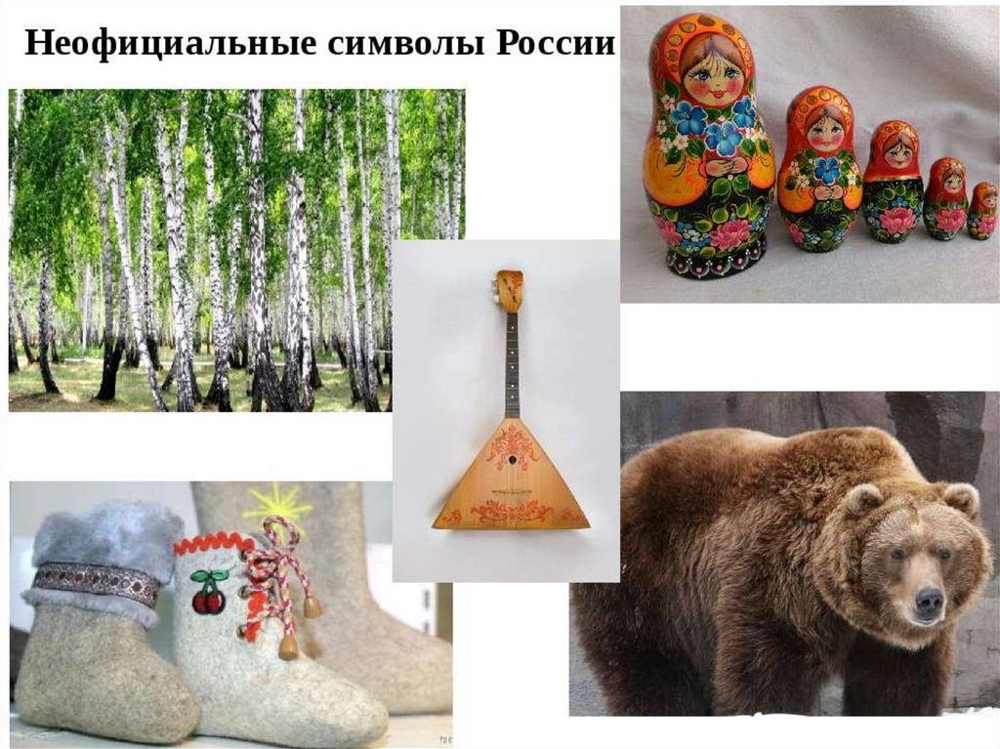 Неофициальные символы России